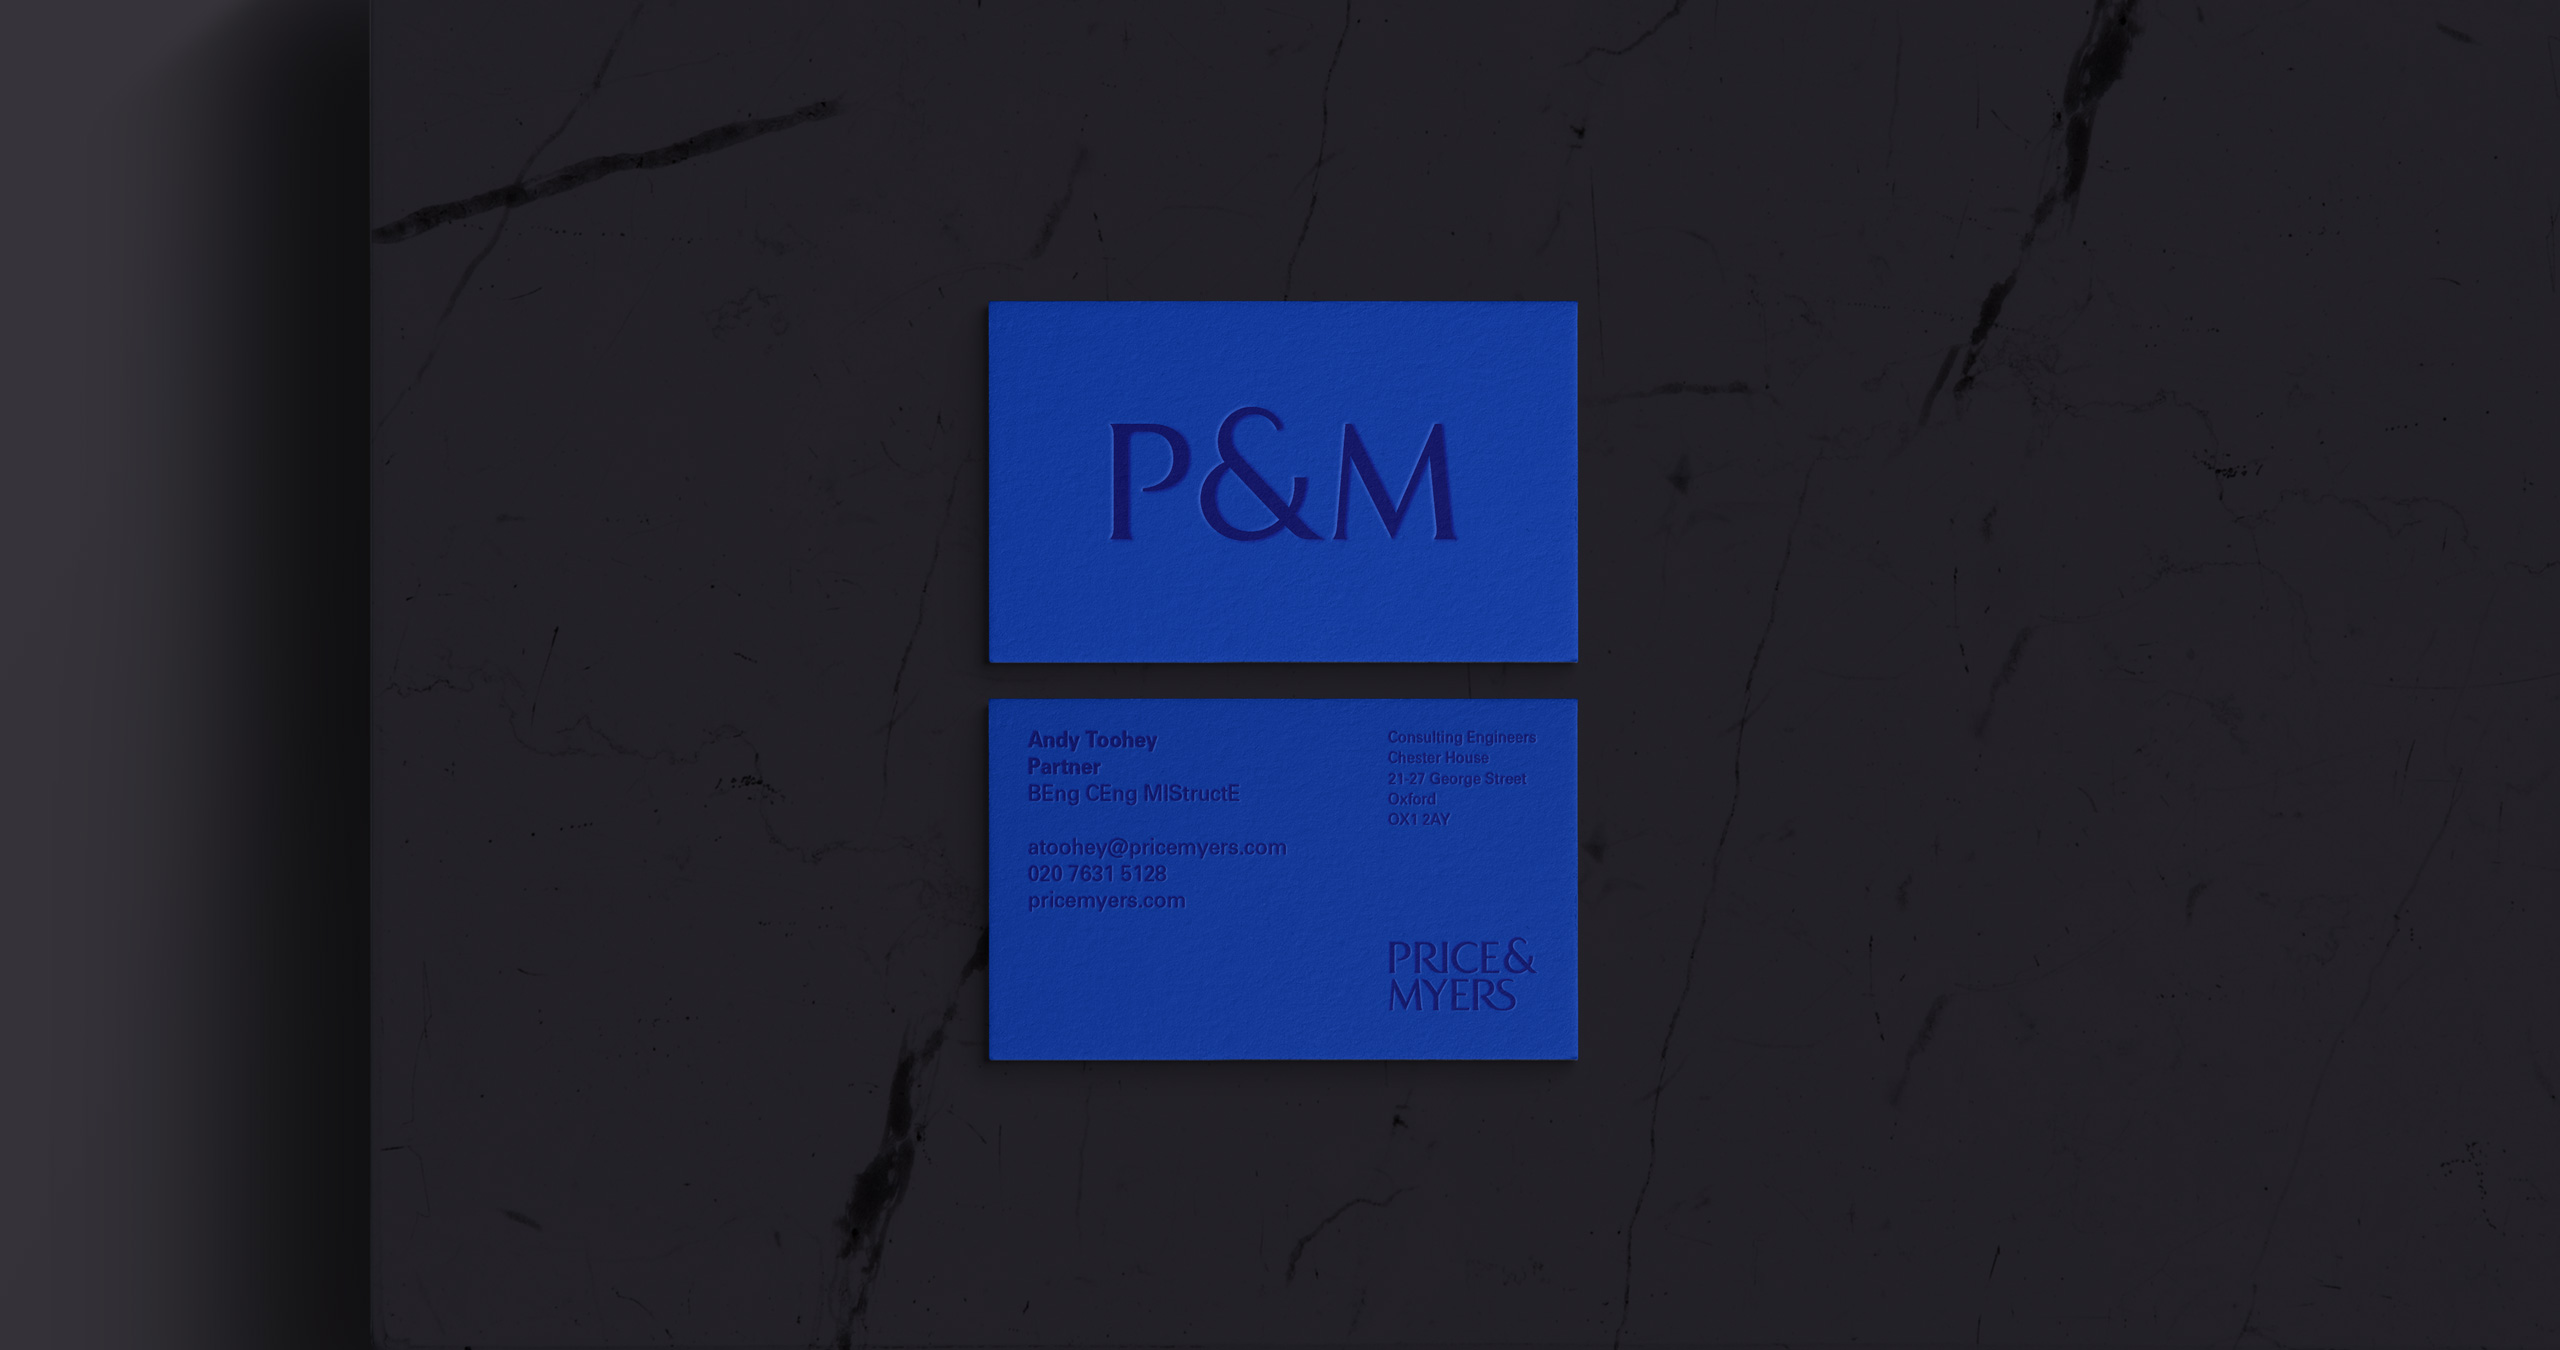 P&M
Andy Toohey
Partner
BEng CEng MIStructE
atoohey@pricemyers.com
020 7631 5128
pricemyers.com
Consulting Engineers
Chester House
21-27 George Street
Oxford
OX1 2AY
PRICE&
MYERS